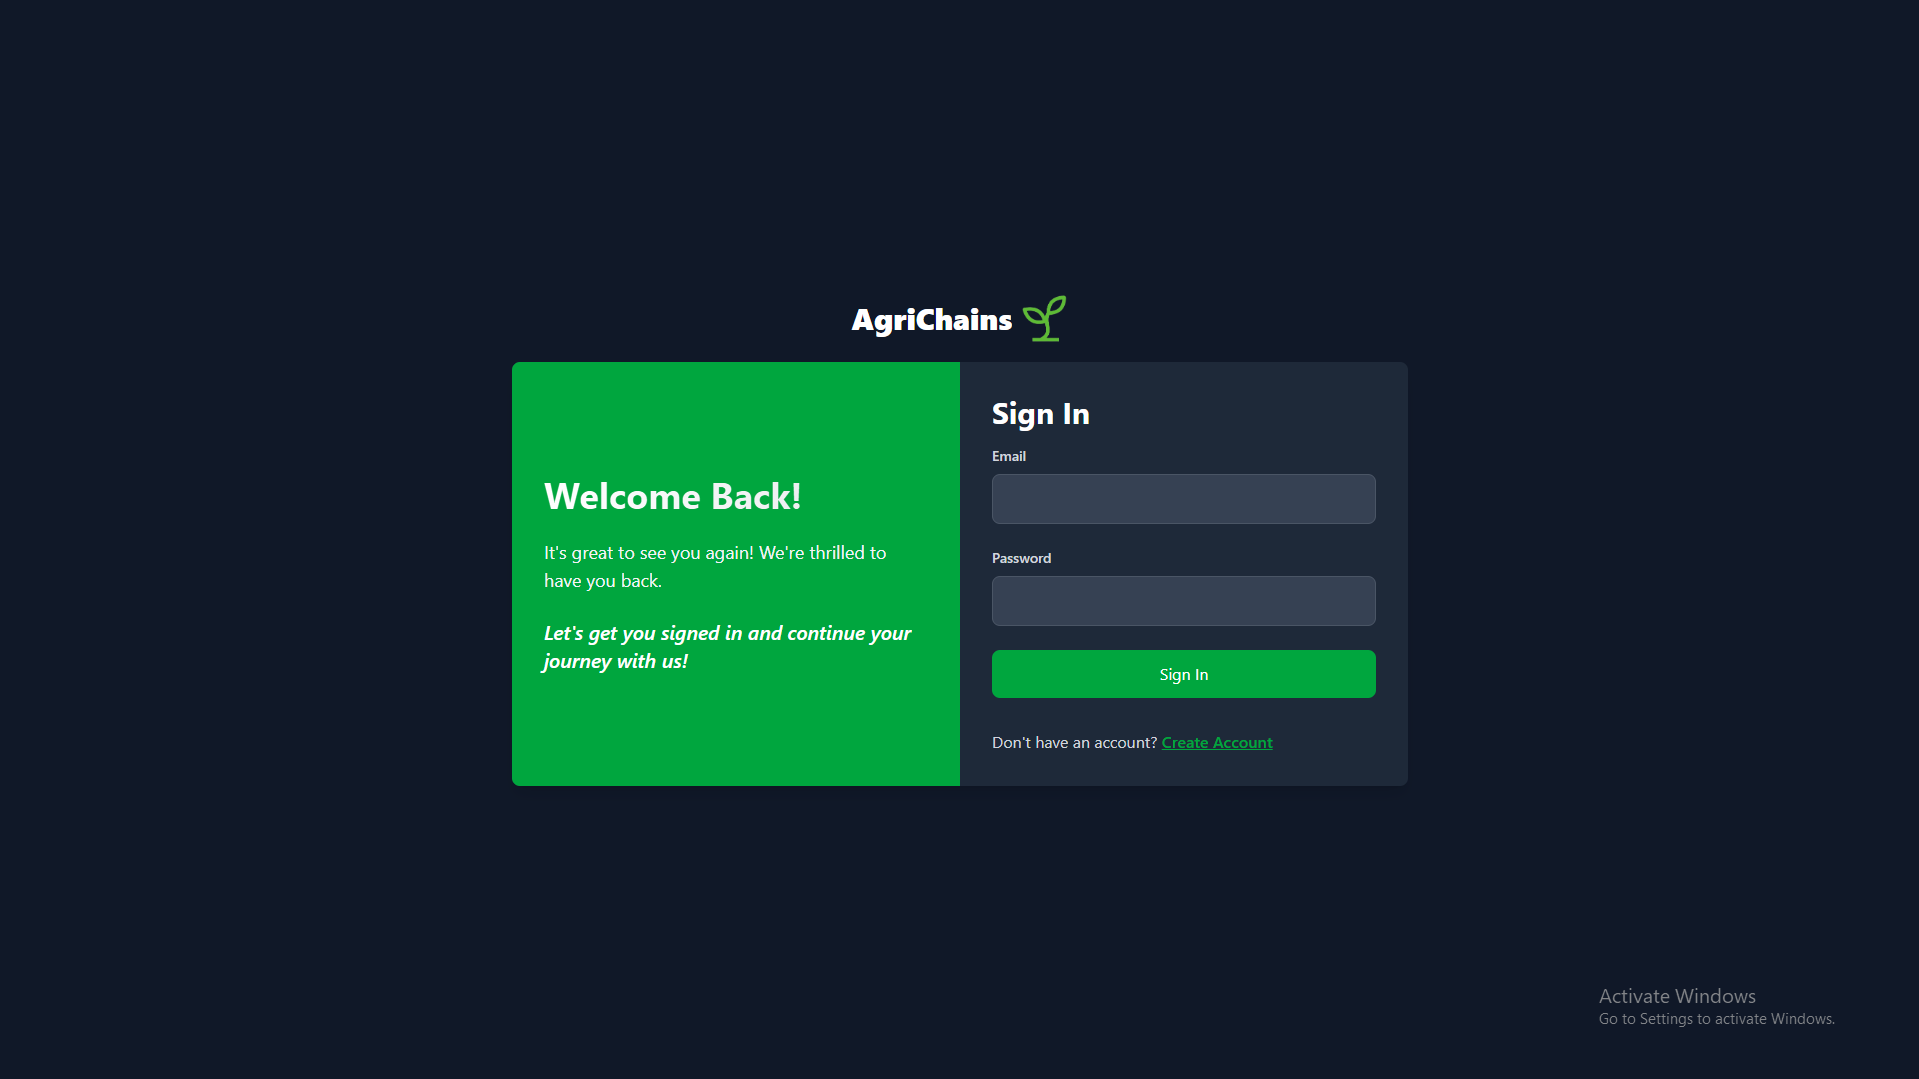 AgriChains
Welcome Back!
It's great to see you again! We're thrilled to
have you back.
Let's get you signed in and continue your
journey with us!
Sign In
Email
Password
Sign In
Don't have an account? Create Account
Activate Windows
Go to Settings to activate Windows.